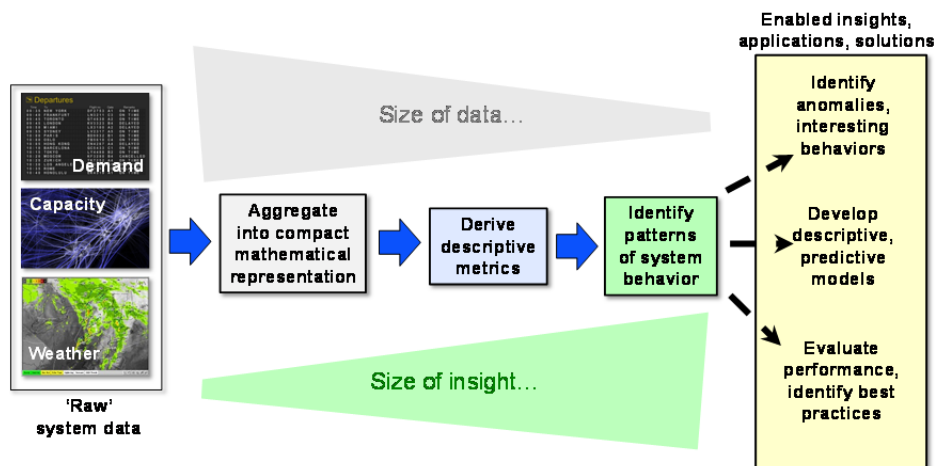 Enabled insights,
applications, solutions
Departures
Demand
Capacity
Weather
'Raw'
system data
Size of data...
Aggregate
into compact
mathematical
representation
Derive
descriptive
metrics
Identify
patterns
of system
behavior
Size of insight...
Identify
anomalies,
interesting
behaviors
Develop
descriptive,
predictive
models
Evaluate
performance,
identify best
practices